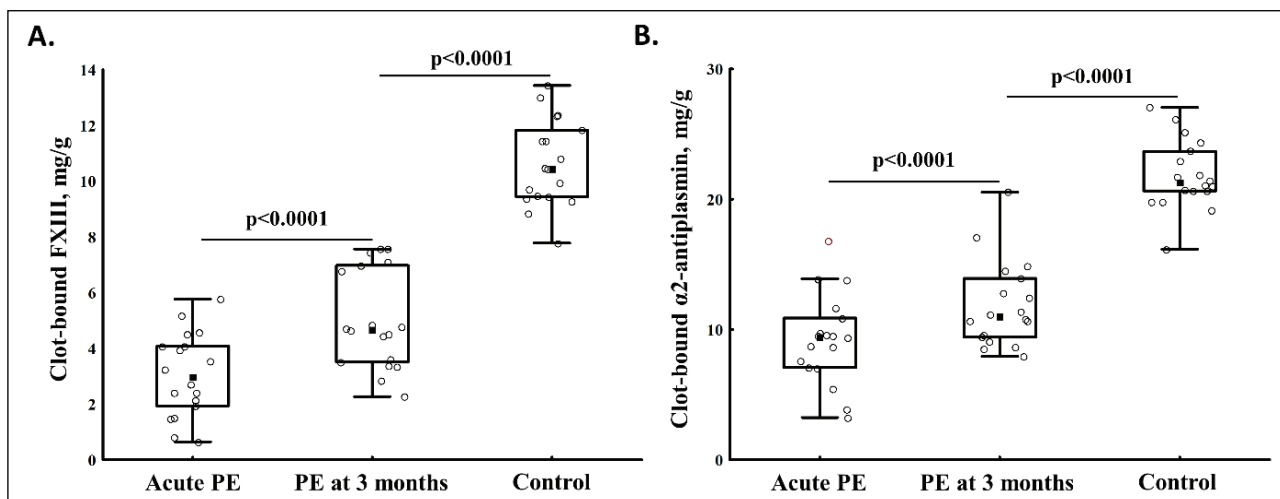 A.
Clot-bound FXIII, mg/g
14
12
10
8
6
4
2
0
p<0.0001
p<0.0001
Acute PE
PE at 3 months
Control
B.
Clot-bound α2-antiplasmin, mg/g
30
20
10
0
p<0.0001
p<0.0001
Acute PE
PE at 3 months
Control